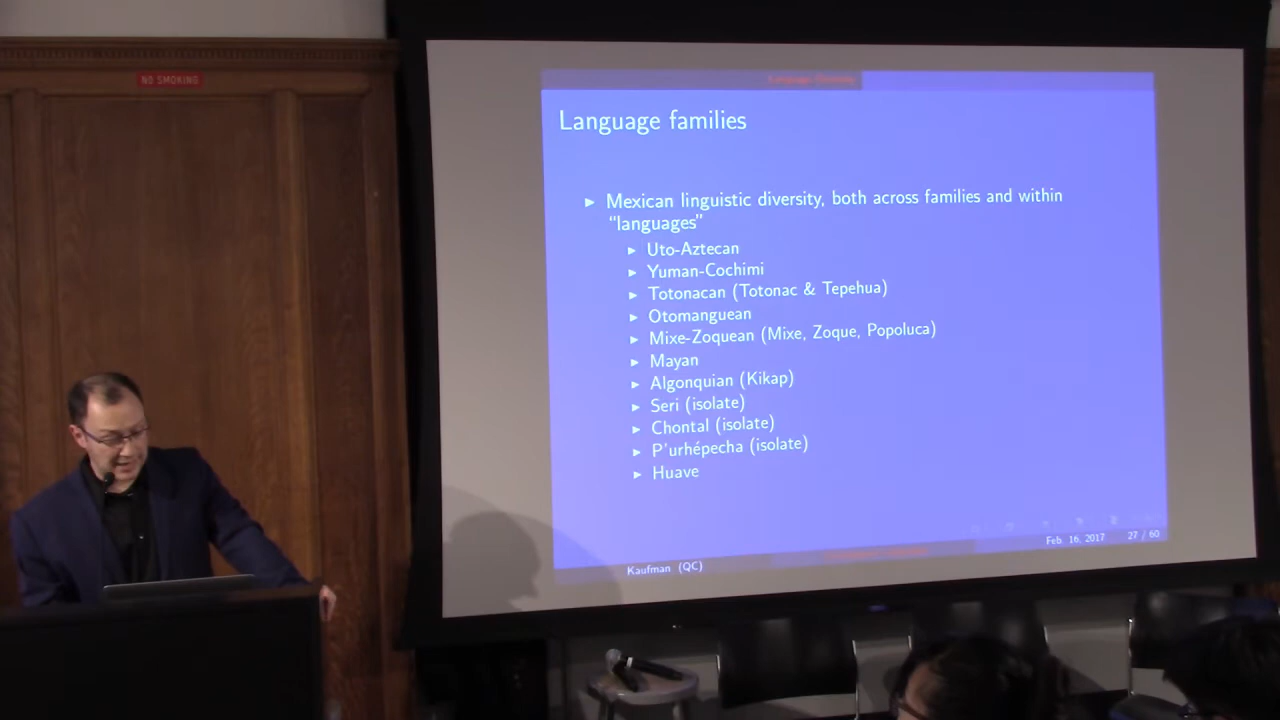 NO SMOKING
Language families
▶ Mexican linguistic diversity, both across families and within
“languages”
▶ Uto-Aztecan
▶ Yuman-Cochimi
▶ Totonacan (Totonac & Tepehua)
▶ Otomanguean
▶ Mixe-Zoquean (Mixe, Zoque, Popoluca)
▶ Mayan
▶ Algonquian (Kikap)
▶ Seri (isolate)
▶ Chontal (isolate)
▶ P'urhépecha (isolate)
▶ Huave
Feb. 16, 2017 27 / 60
Kaufman (QC)